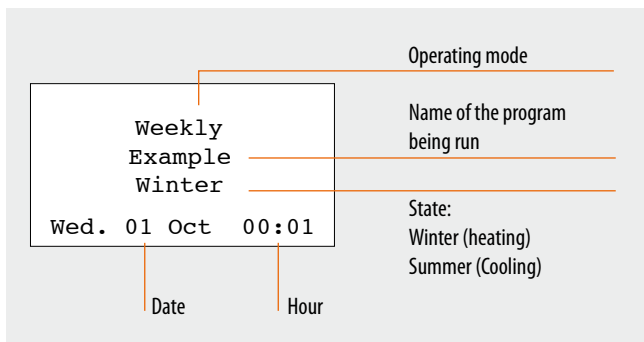 Operating mode
Weekly
Example
Winter
Wed. 01 Oct 00:01
Name of the program
being run
State:
Winter (heating)
Summer (Cooling)
Date
Hour